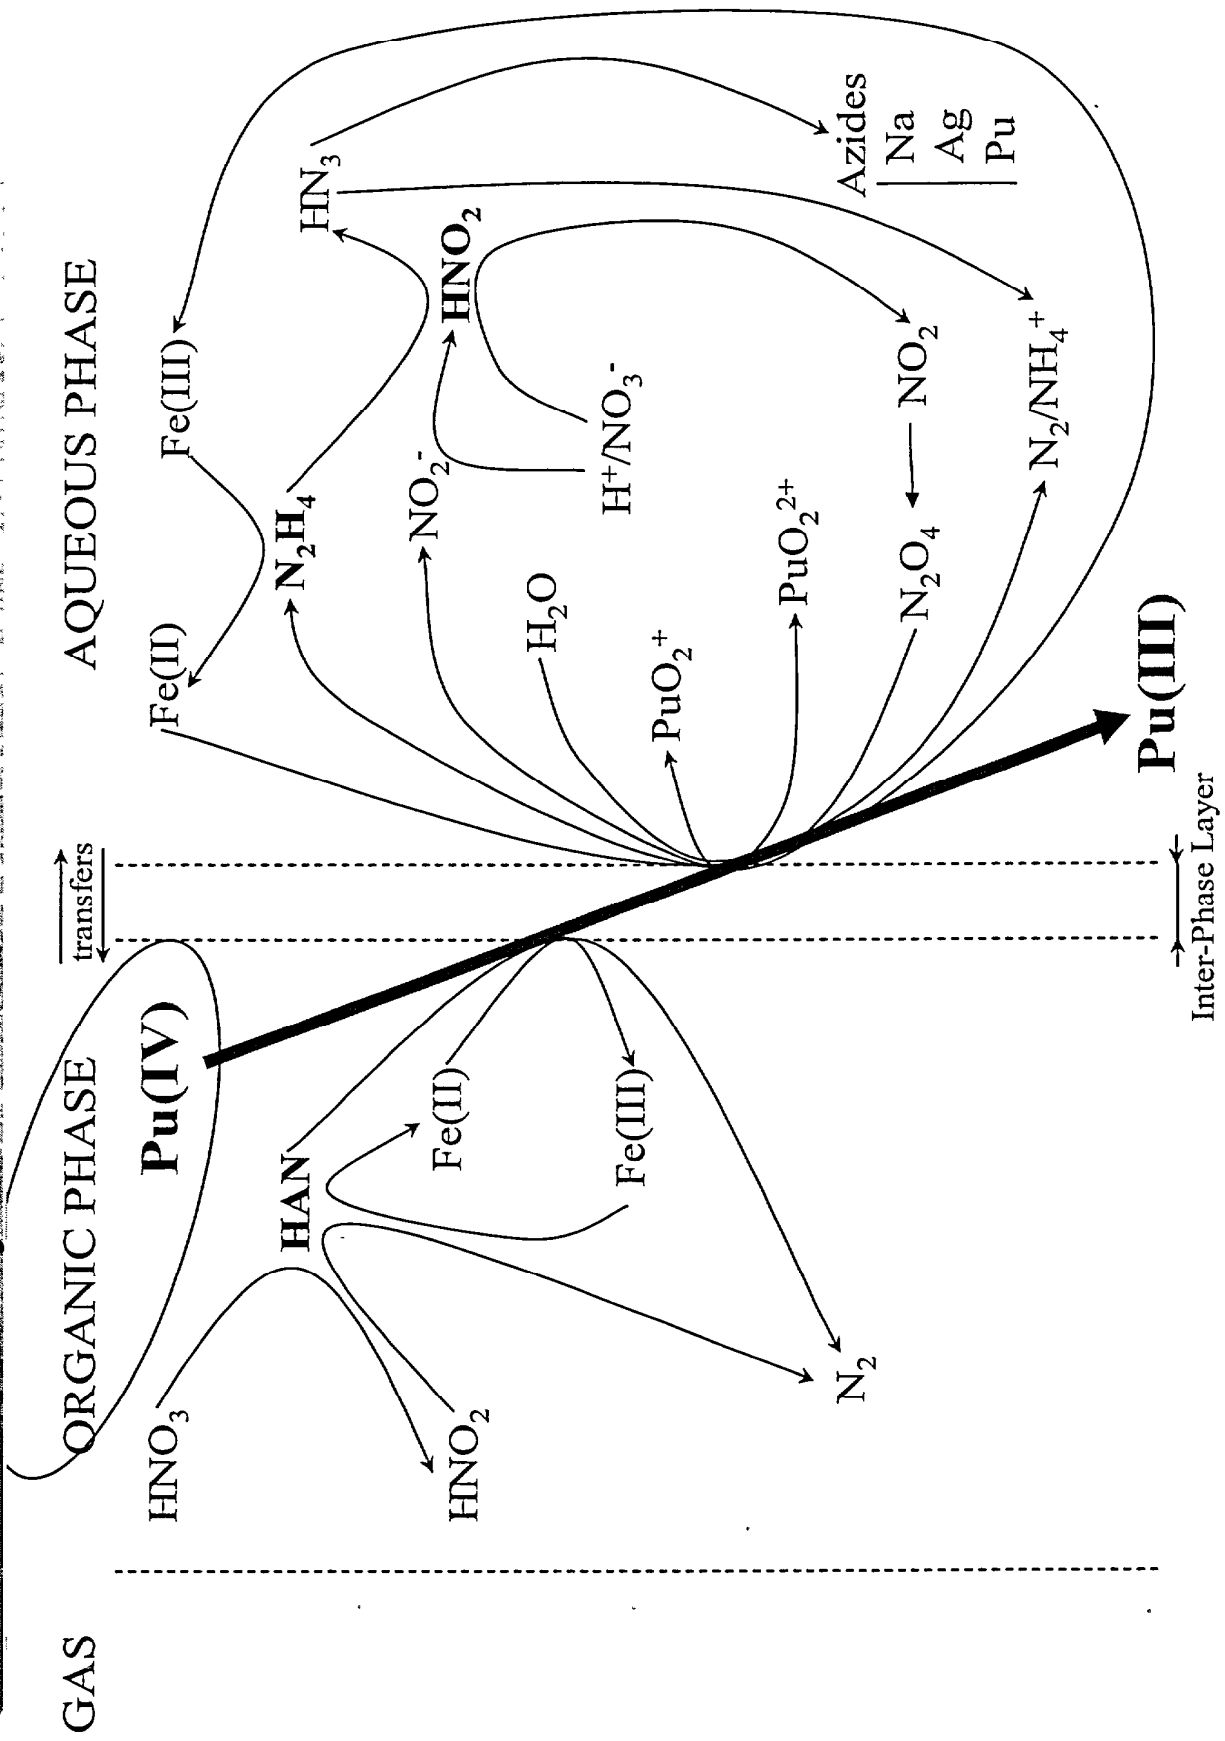 GAS
ORGANIC PHASE
AQUEOUS PHASE
transfers
HNO3
Pu(IV)
Fe(II)
Fe(III)
HAN
N2H4
HN3
HNO2
Fe(II)
NO2-
HNO2
H2O
Fe(III)
PuO2+
H+/NO3-
PuO2 2+
N2
N2O4
NO2
Azides
Na
Ag
Pu
N2/NH4+
Pu(III)
Inter-Phase Layer